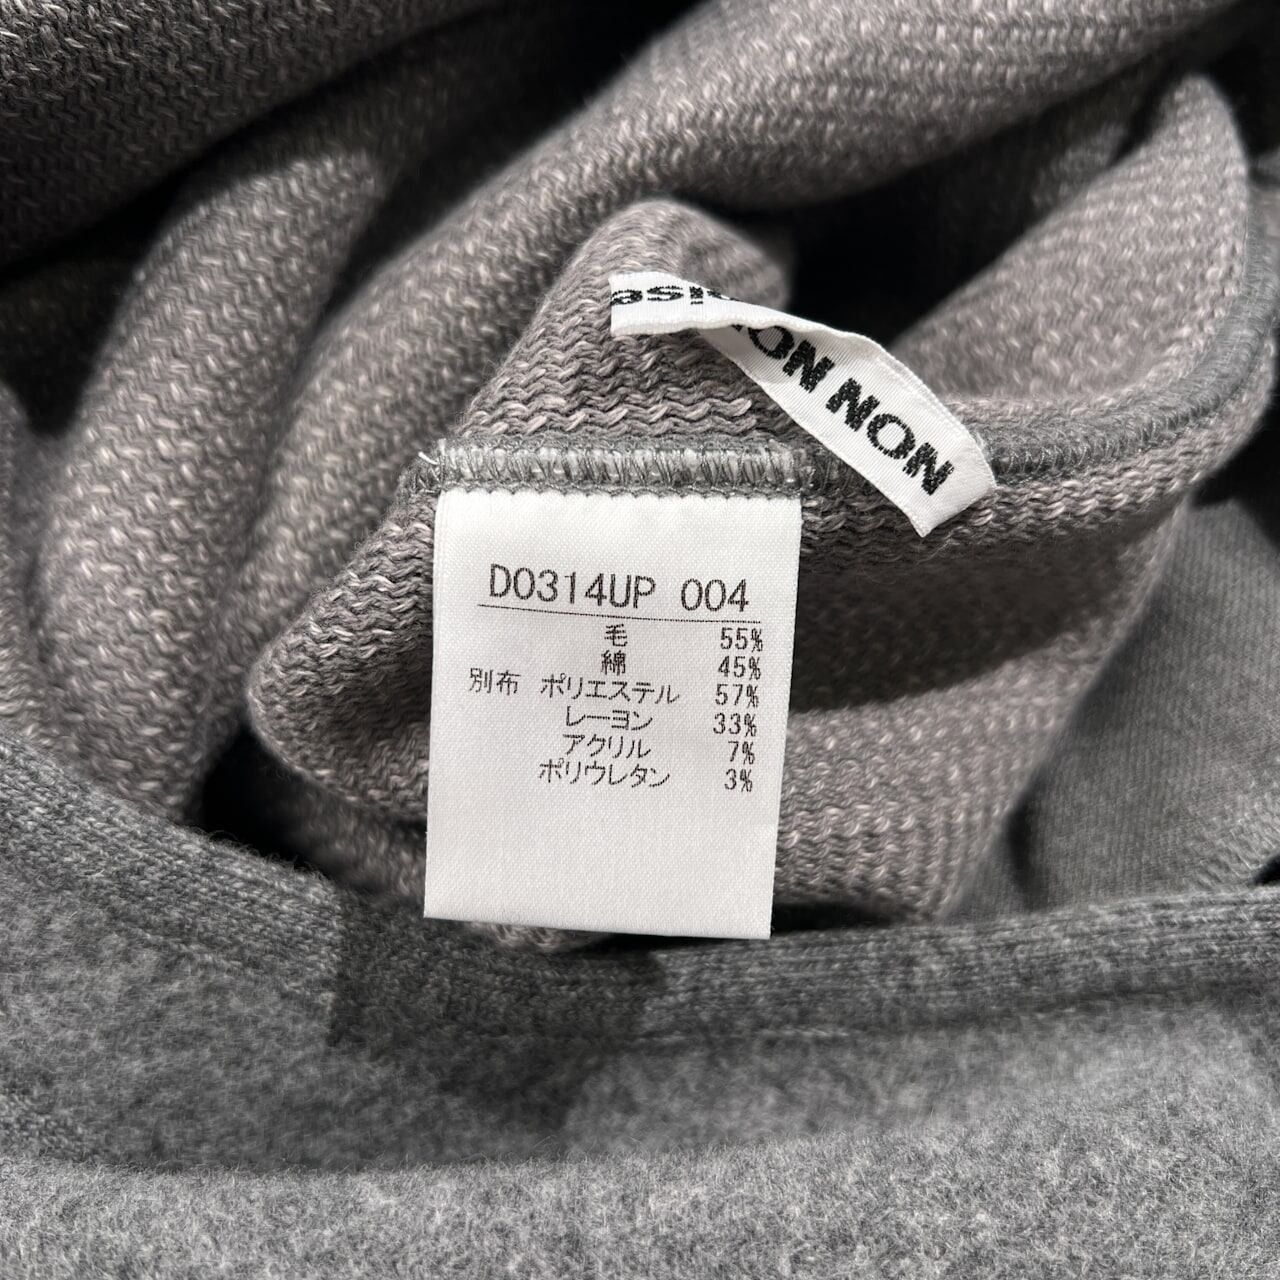 NON NON
D0314UP 004
毛 55%
綿 45%
別布 ポリエステル 57%
レーヨン 33%
アクリル 7%
ポリウレタン 3%